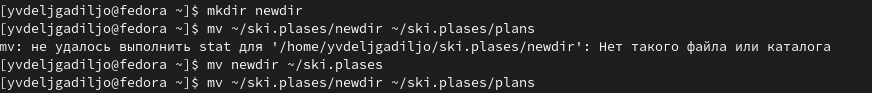 [yvdeljgadiljo@fedora ~]$ mkdir newdir
[yvdeljgadiljo@fedora ~]$ mv ~/ski.plases/newdir ~/ski.plases/plans
mv: не удалось выполнить stat для '/home/yvdeljgadiljo/ski.plases/newdir': Нет такого файла или каталога
[yvdeljgadiljo@fedora ~]$ mv newdir ~/ski.plases
[yvdeljgadiljo@fedora ~]$ mv ~/ski.plases/newdir ~/ski.plases/plans